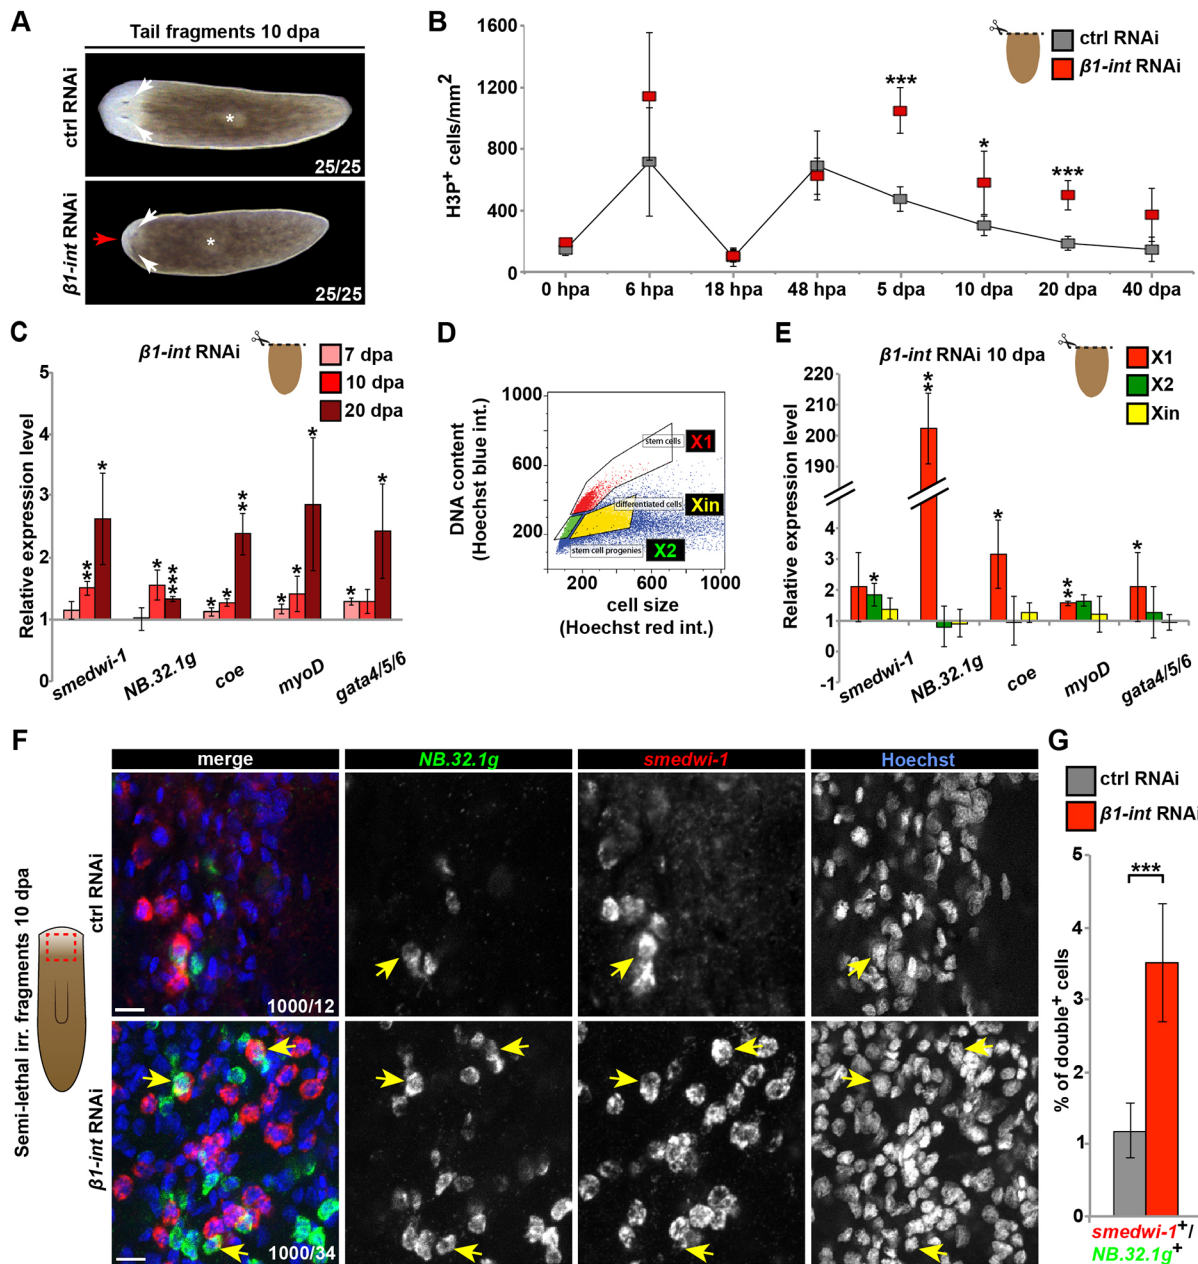 A
Tail fragments 10 dpa
ctrl RNAi
25/25
β1-int RNAi
25/25
B
H3P+ cells/mm2
1600
1200
800
400
0
***
*
***
ctrl RNAi
β1-int RNAi
0 hpa 6 hpa 18 hpa 48 hpa 5 dpa 10 dpa 20 dpa 40 dpa
C
β1-int RNAi
7 dpa
10 dpa
20 dpa
Relative expression level
5
4
3
2
1
0
smedwi-1 NB.32.1g coe myoD gata4/5/6
D
DNA content
(Hoechst blue int.)
1000
600
200
stem cells X1
differentiated cells Xin
stem cell progenies X2
200 600 1000
cell size
(Hoechst red int.)
E
β1-int RNAi 10 dpa
X1
X2
Xin
Relative expression level
220
210
200
190
4
3
2
1
0
-1
smedwi-1 NB.32.1g coe myoD gata4/5/6
F
merge NB.32.1g smedwi-1 Hoechst
Semi-lethal irr. fragments 10 dpa
ctrl RNAi
1000/12
β1-int RNAi
1000/34
G
ctrl RNAi
β1-int RNAi
% of double+ cells
5
4
3
2
1
0
***
smedwi-1+/
NB.32.1g+